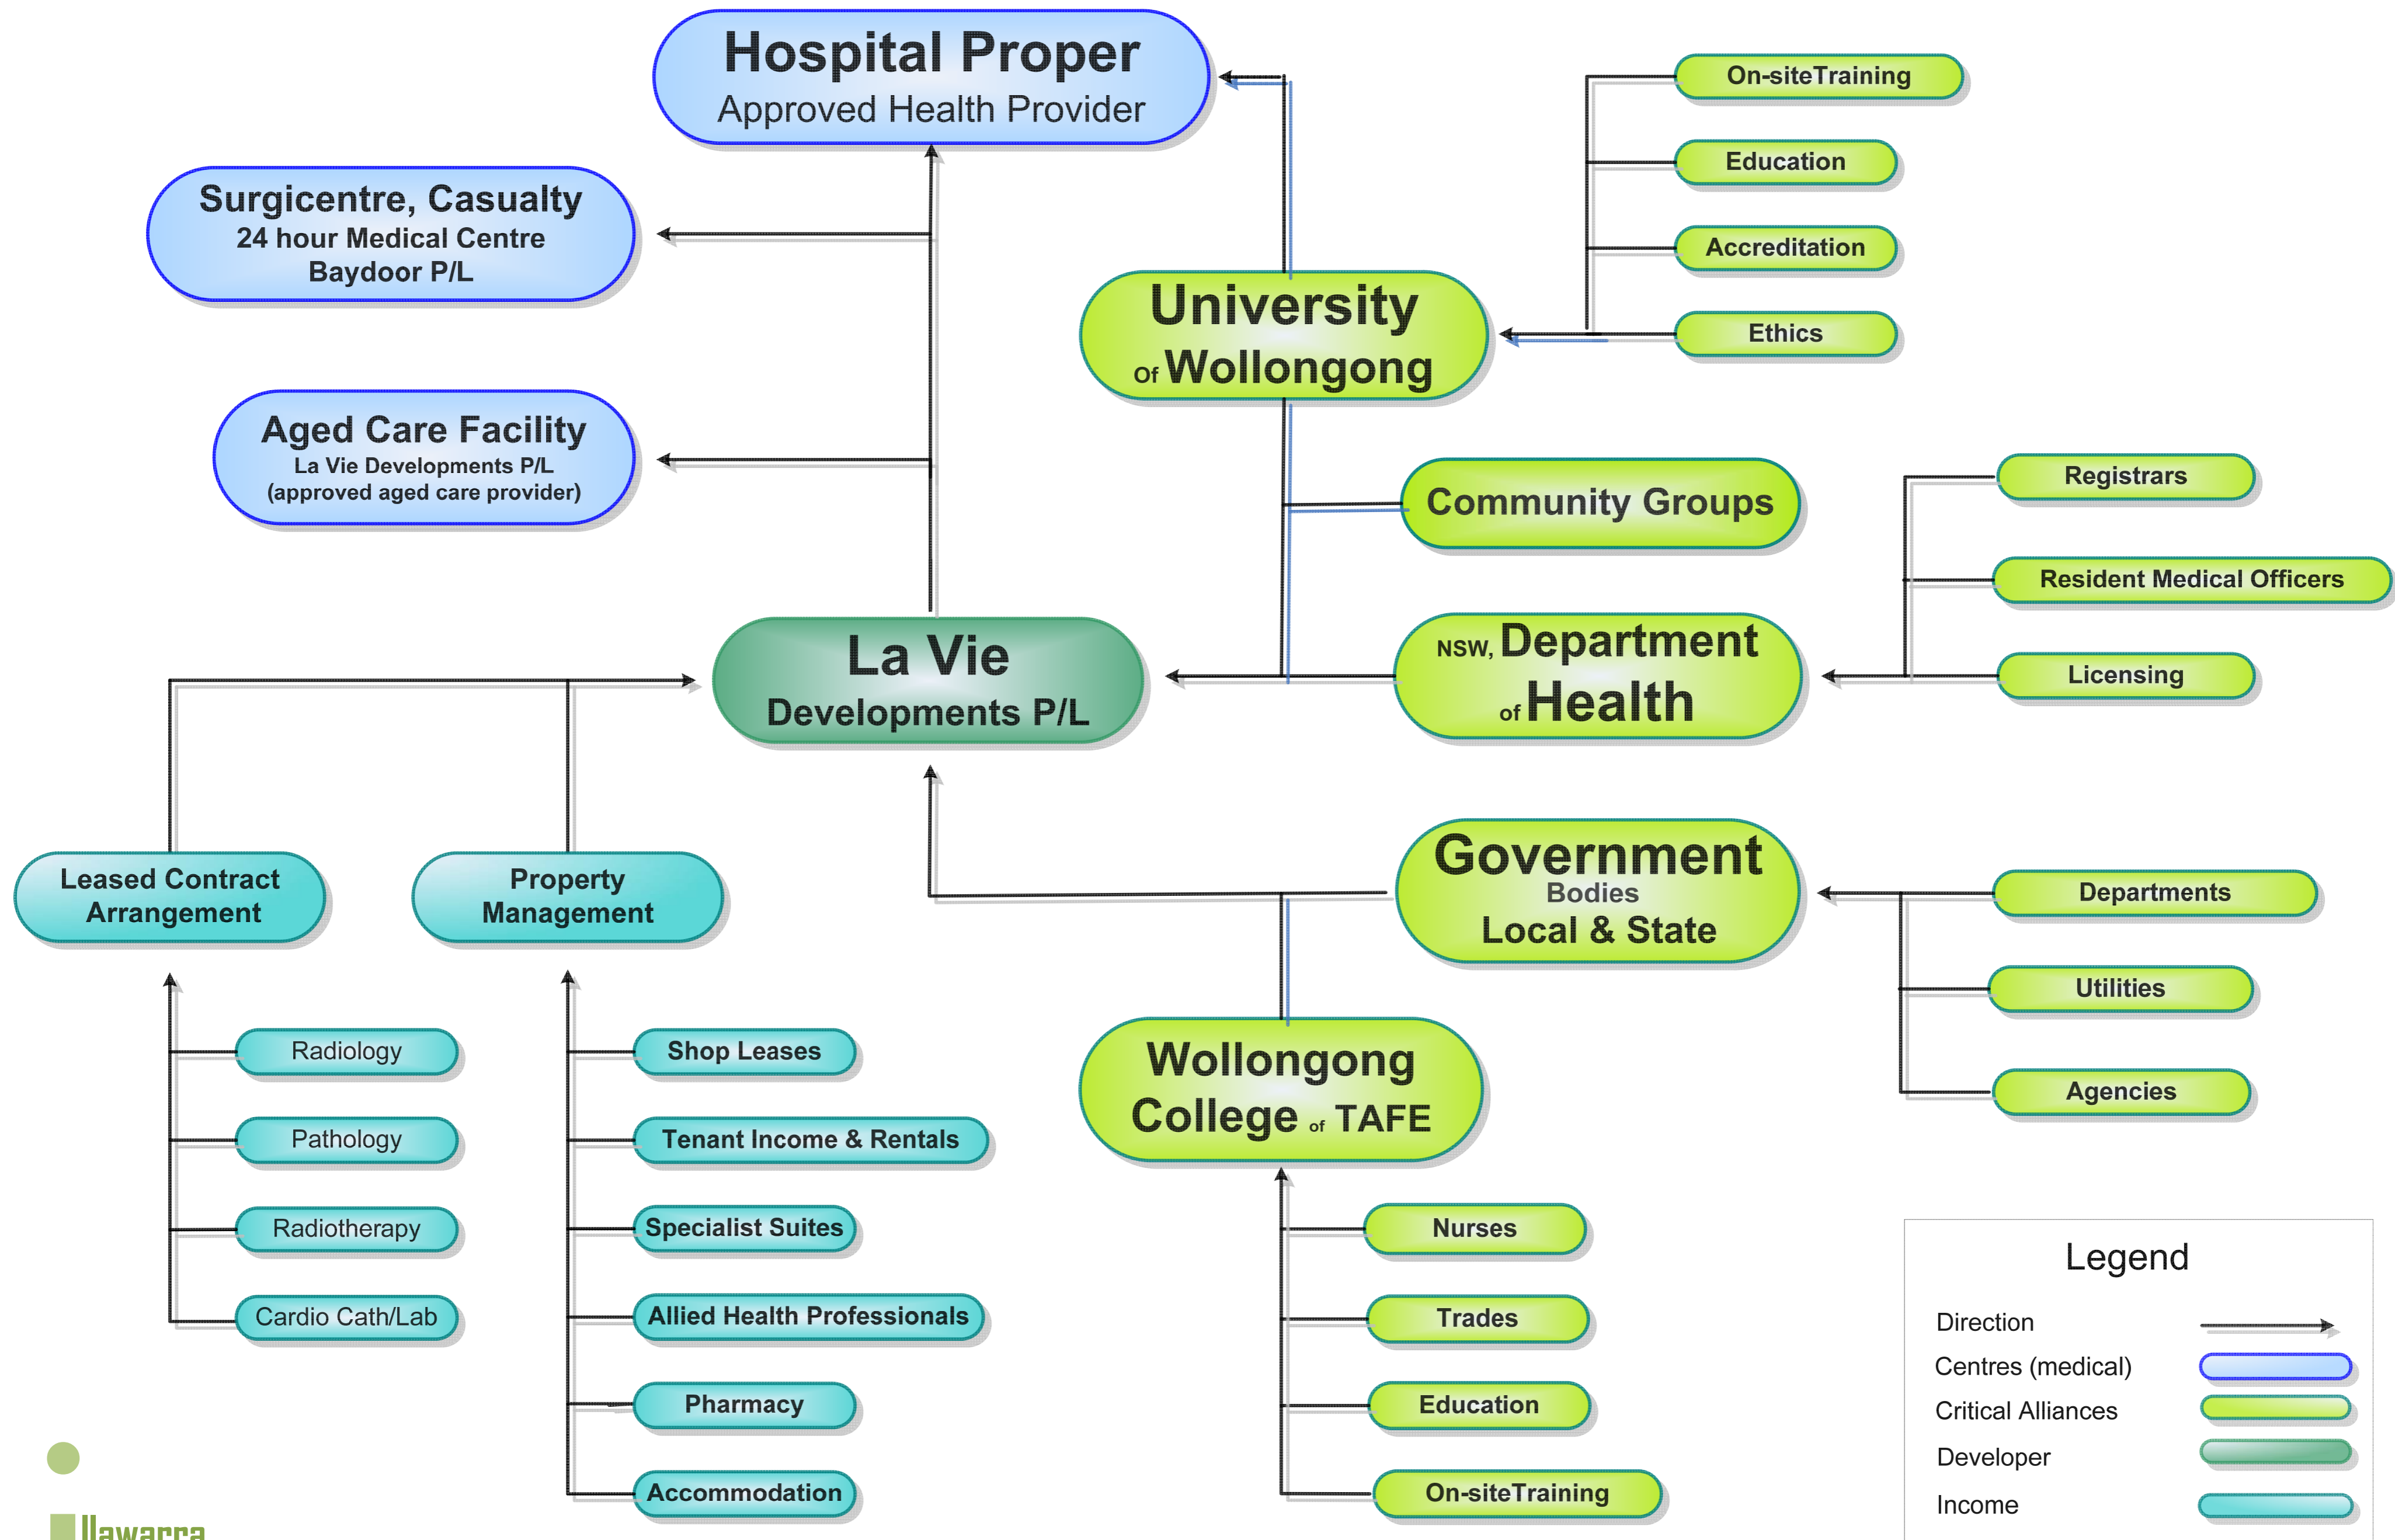 Hospital Proper
Approved Health Provider
Surgicentre, Casualty
24 hour Medical Centre
Baydoor P/L
Aged Care Facility
La Vie Developments P/L
(approved aged care provider)
University
Of Wollongong
On-siteTraining
Education
Accreditation
Ethics
Community Groups
NSW, Department
of Health
Registrars
Resident Medical Officers
Licensing
La Vie
Developments P/L
Leased Contract
Arrangement
Property
Management
Government
Bodies
Local & State
Departments
Utilities
Agencies
Radiology
Pathology
Radiotherapy
Cardio Cath/Lab
Shop Leases
Tenant Income & Rentals
Specialist Suites
Allied Health Professionals
Pharmacy
Accommodation
Wollongong
College of TAFE
Nurses
Trades
Education
On-siteTraining
Legend
Direction
Centres (medical)
Critical Alliances
Developer
Income
Illawarra